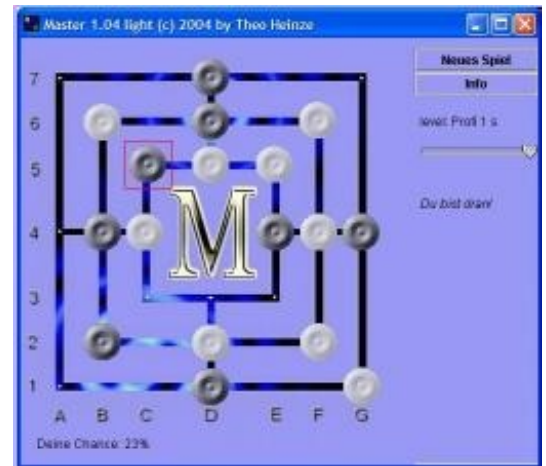 Master 1.04 light (c) 2004 by Theo Heinze
Neues Spiel
Info
level: Profi 1 s
Du bist dran!
7
6
5
4
3
2
1
M
A B C D E F G
Deine Chance: 23%